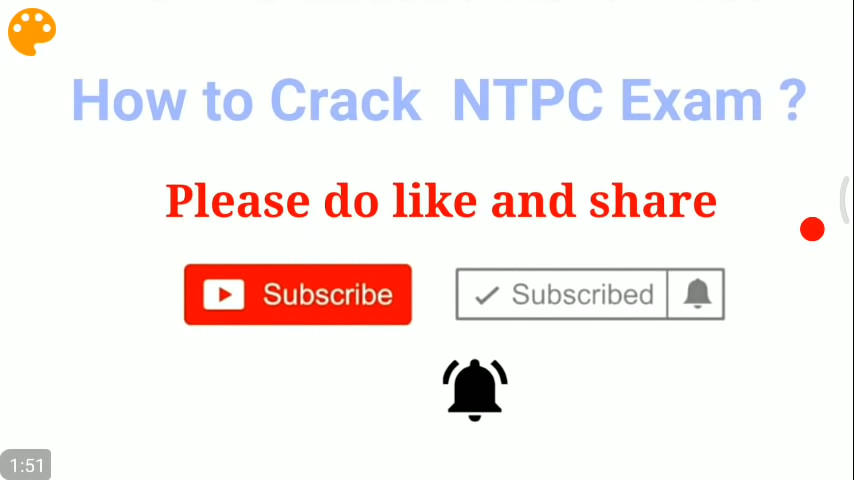 How to Crack NTPC Exam ?
Please do like and share
Subscribe
Subscribed
1:51